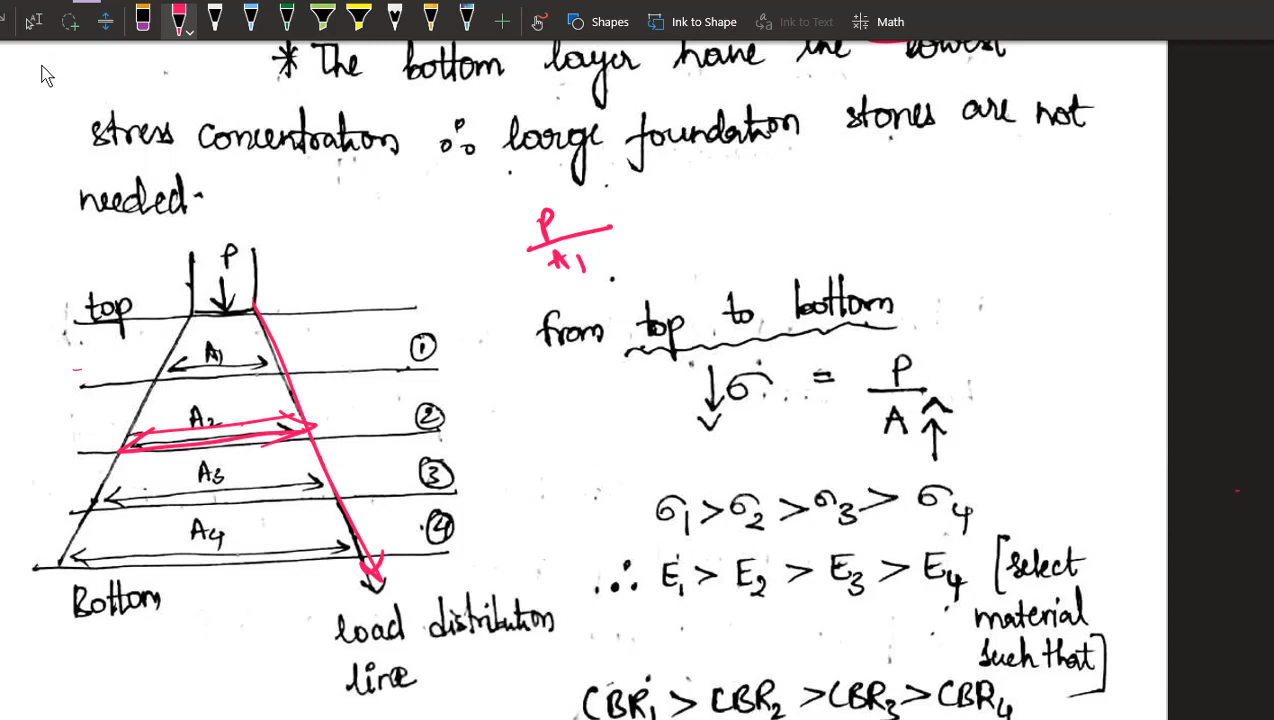 Shapes
Ink to Shape
Ink to Text
Math
* The bottom layer have the lowest
stress concentration ∴ large foundation stones are not
needed.
P
A1
P
top
A1
①
A2
②
A3
③
A4
④
Bottom
load distribution
line
from top to bottom
↓σ = P
A ↑
σ1 > σ2 > σ3 > σ4
∴ E1 > E2 > E3 > E4 [select
material
such that]
CBR1 > CBR2 > CBR3 > CBR4